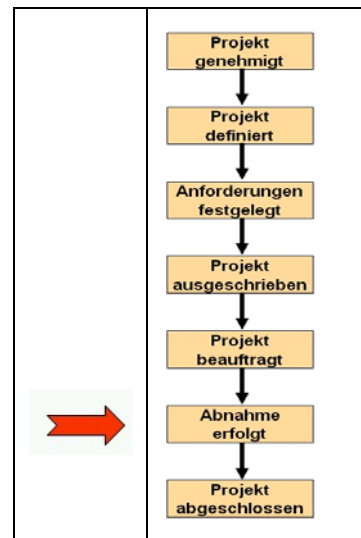 Projekt
genehmigt
Projekt
definiert
Anforderungen
festgelegt
Projekt
ausgeschrieben
Projekt
beauftragt
Abnahme
erfolgt
Projekt
abgeschlossen